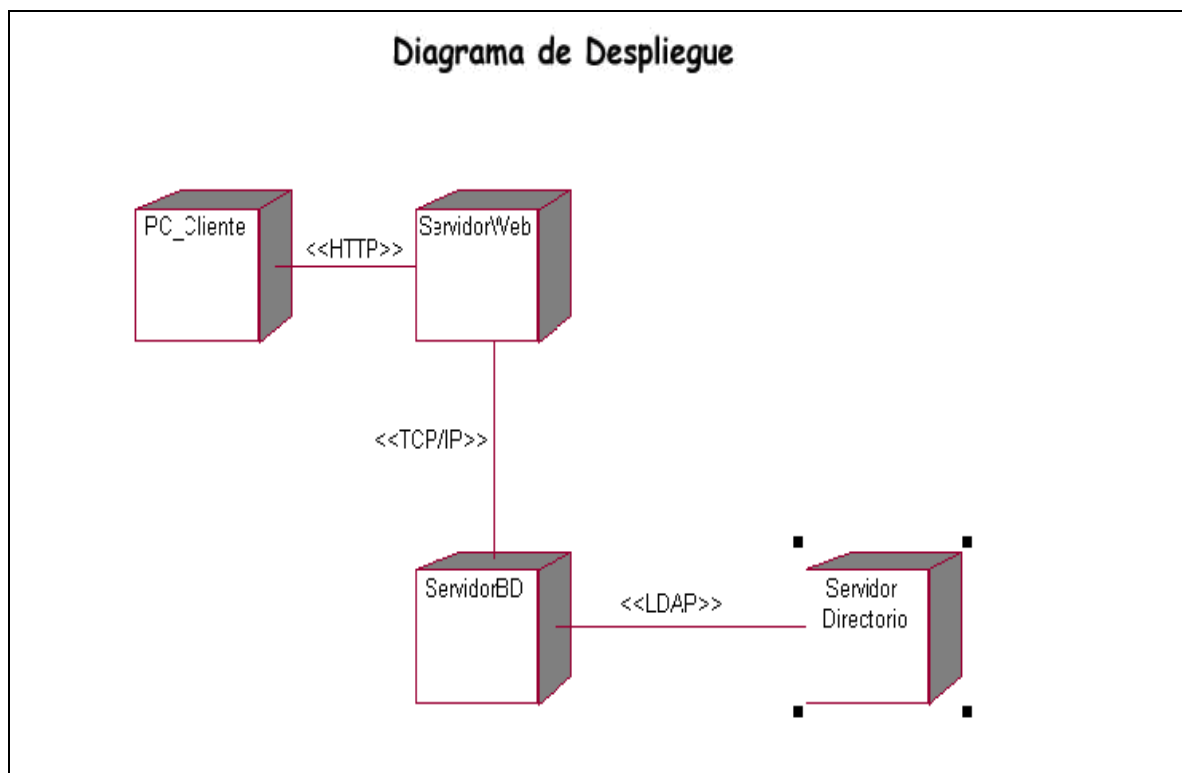 Diagrama de Despliegue
PC_Cliente
<<HTTP>>
ServidorWeb
<<TCP/IP>>
ServidorBD
<<LDAP>>
Servidor
Directorio